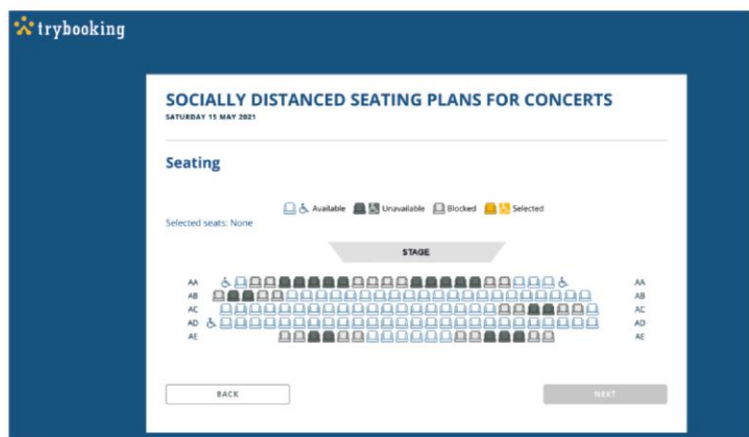 trybooking
SOCIALLY DISTANCED SEATING PLANS FOR CONCERTS
SATURDAY 15 MAY 2021
Seating
Available Unavailable Blocked Selected
Selected seats: None
STAGE
AA AA
AB AB
AC AC
AD AD
AE AE
BACK NEXT